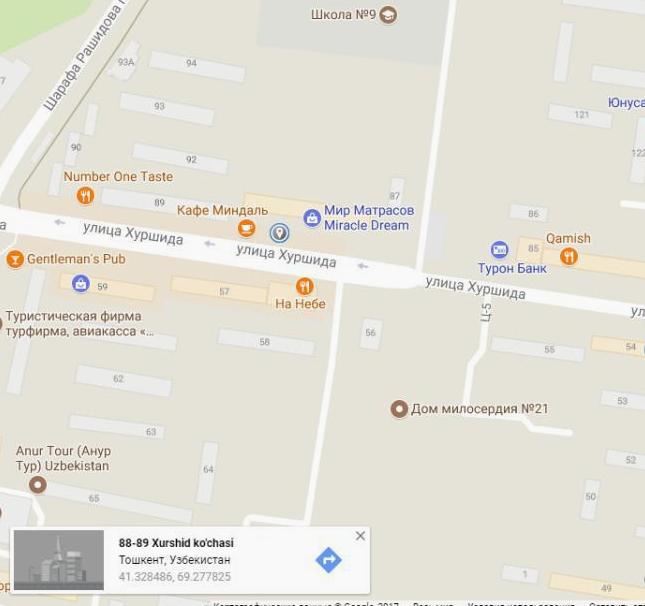 Школа №9
Шарафа Рашидова
93A
94
93
121
Юнуса
122
90
92
Number One Taste
89
87
Кафе Миндаль
Мир Матрасов
Miracle Dream
86
85
Qamish
Турон Банк
улица Хуршида
улица Хуршида
улица Хуршида
Gentleman's Pub
59
57
На Небе
Ц-5
Туристическая фирма
турфирма, авиакасса «...
58
56
55
54
62
53
Дом милосердия №21
63
52
Anur Tour (Анур
Тур) Uzbekistan
64
65
50
88-89 Xurshid ko'chasi
Тошкент, Узбекистан
41.328486, 69.277825
1
49